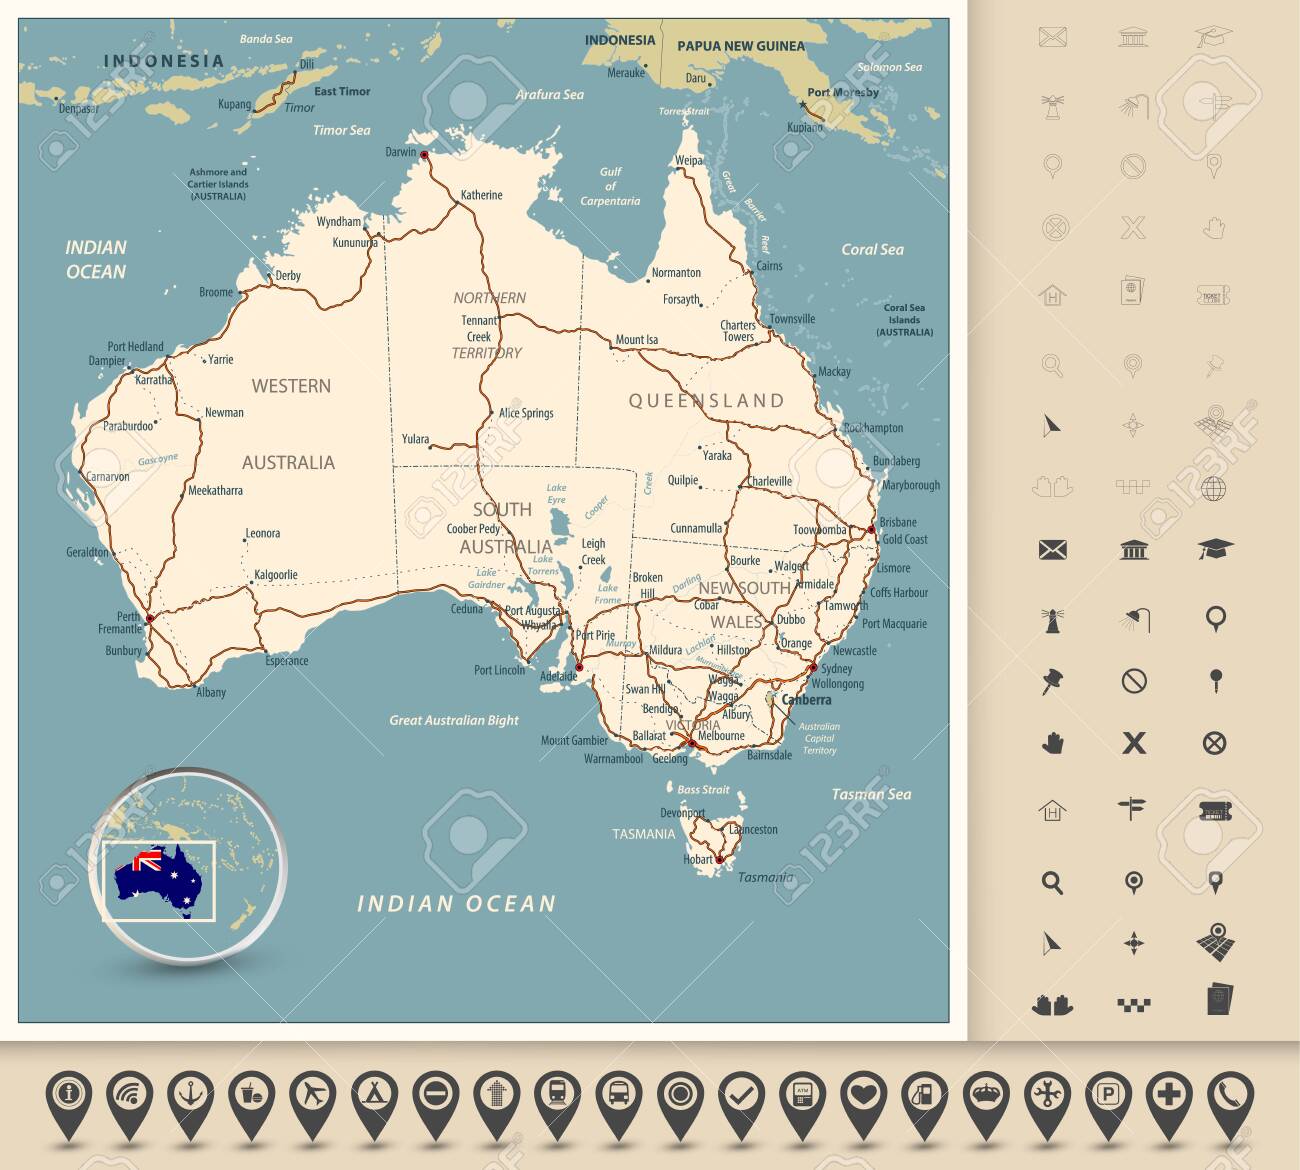 INDONESIA
Banda Sea
Dili
East Timor
Kupang
Timor
Denpasar
Timor Sea
Arafura Sea
INDONESIA
PAPUA NEW GUINEA
Merauke
Daru
Solomon Sea
Port Moresby
Kupiano
Torres Strait
Ashmore and
Cartier Islands
(AUSTRALIA)
Darwin
Katherine
Gulf
of
Carpentaria
Weipa
Great
Barrier
Reef
INDIAN
OCEAN
Wyndham
Kununurra
Derby
Broome
Coral Sea
Cairns
Normanton
Forsayth
Coral Sea
Islands
(AUSTRALIA)
NORTHERN
TERRITORY
Tennant
Creek
Mount Isa
Charters
Towers
Townsville
Port Hedland
Dampier
Karratha
Yarrie
Mackay
WESTERN
AUSTRALIA
QUEENSLAND
Paraburdoo
Newman
Alice Springs
Yulara
Rockhampton
Gascoyne
Carnarvon
Meekatharra
Yaraka
Quilpie
Charleville
Bundaberg
Maryborough
SOUTH
AUSTRALIA
Coober Pedy
Lake
Eyre
Cooper
Creek
Cunnamulla
Toowoomba
Brisbane
Gold Coast
Geraldton
Leonora
Kalgoorlie
Leigh
Creek
Lake
Torrens
Lake
Gairdner
Lake
Frome
Broken
Hill
Darling
Bourke
Walgett
Lismore
NEW SOUTH
WALES
Armidale
Coffs Harbour
Perth
Fremantle
Bunbury
Albany
Esperance
Ceduna
Port Augusta
Whyalla
Port Pirie
Port Lincoln
Adelaide
Cobar
Dubbo
Tamworth
Port Macquarie
Murray
Mildura
Lachlan
Hillston
Orange
Newcastle
Murrumbidgee
Swan Hill
Wagga
Wagga
Sydney
Wollongong
Canberra
Bendigo
Albury
VICTORIA
Australian
Capital
Territory
Great Australian Bight
Mount Gambier
Ballarat
Melbourne
Warrnambool
Geelong
Bairnsdale
Bass Strait
Tasman Sea
Devonport
Launceston
TASMANIA
Hobart
Tasmania
INDIAN OCEAN
H
TICKET
H
TICKET
ATM
P
123RF